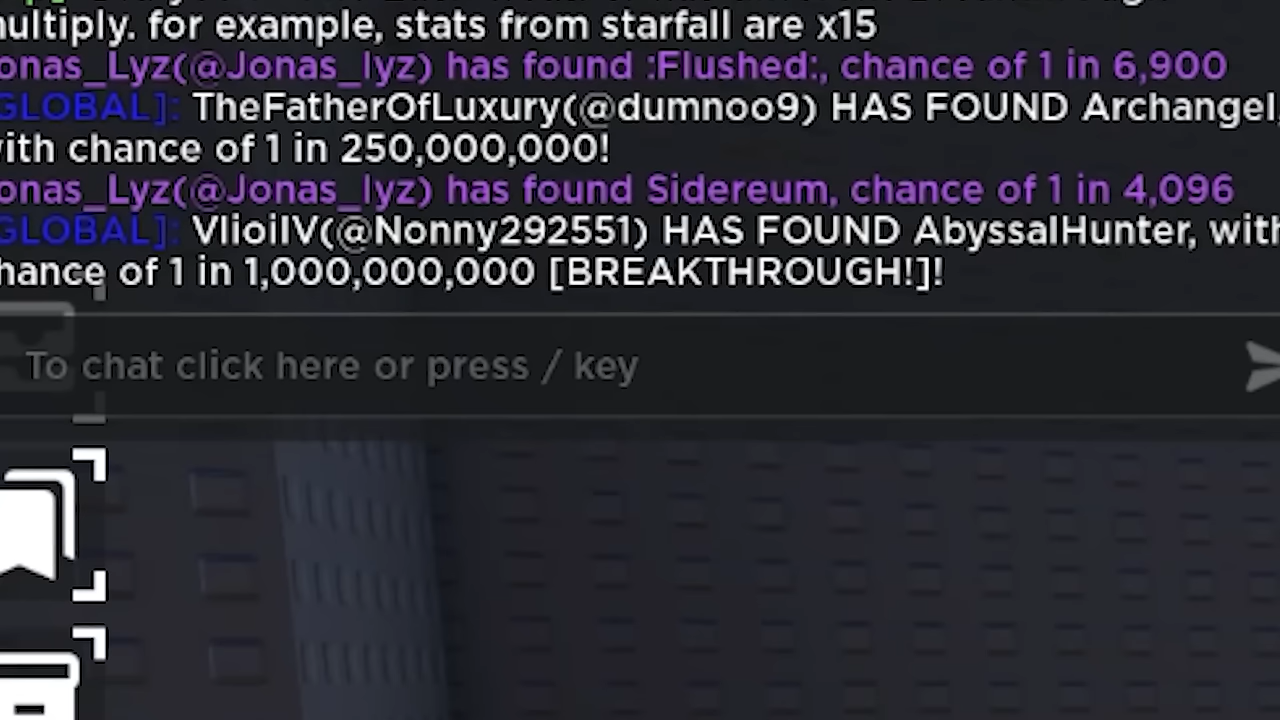 multiply. for example, stats from starfall are x15
onas_Lyz(@Jonas_lyz) has found :Flushed:, chance of 1 in 6,900
GLOBAL]: TheFatherOfLuxury(@dumnoo9) HAS FOUND Archangel,
with chance of 1 in 250,000,000!
onas_Lyz(@Jonas_lyz) has found Sidereum, chance of 1 in 4,096
GLOBAL]: VlioilV(@Nonny292551) HAS FOUND AbyssalHunter, with
hance of 1 in 1,000,000,000 [BREAKTHROUGH!]!
To chat click here or press / key